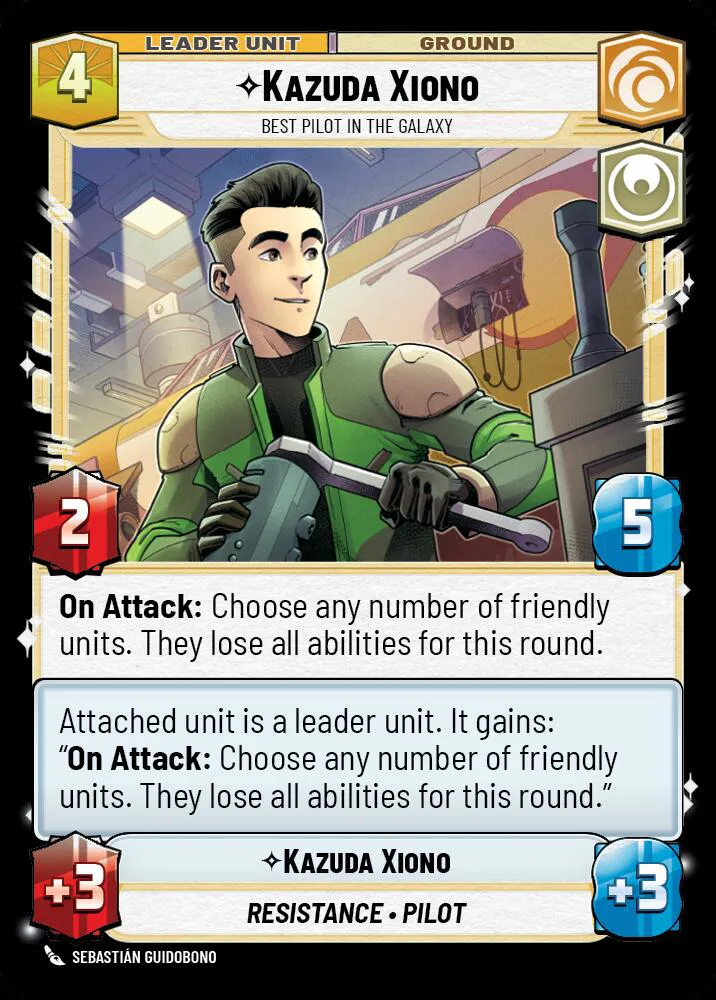 LEADER UNIT
GROUND
4
✧KAZUDA XIONO
BEST PILOT IN THE GALAXY
2
5
On Attack: Choose any number of friendly
units. They lose all abilities for this round.
Attached unit is a leader unit. It gains:
“On Attack: Choose any number of friendly
units. They lose all abilities for this round.”
+3
✧KAZUDA XIONO
+3
RESISTANCE • PILOT
SEBASTIÁN GUIDOBONO